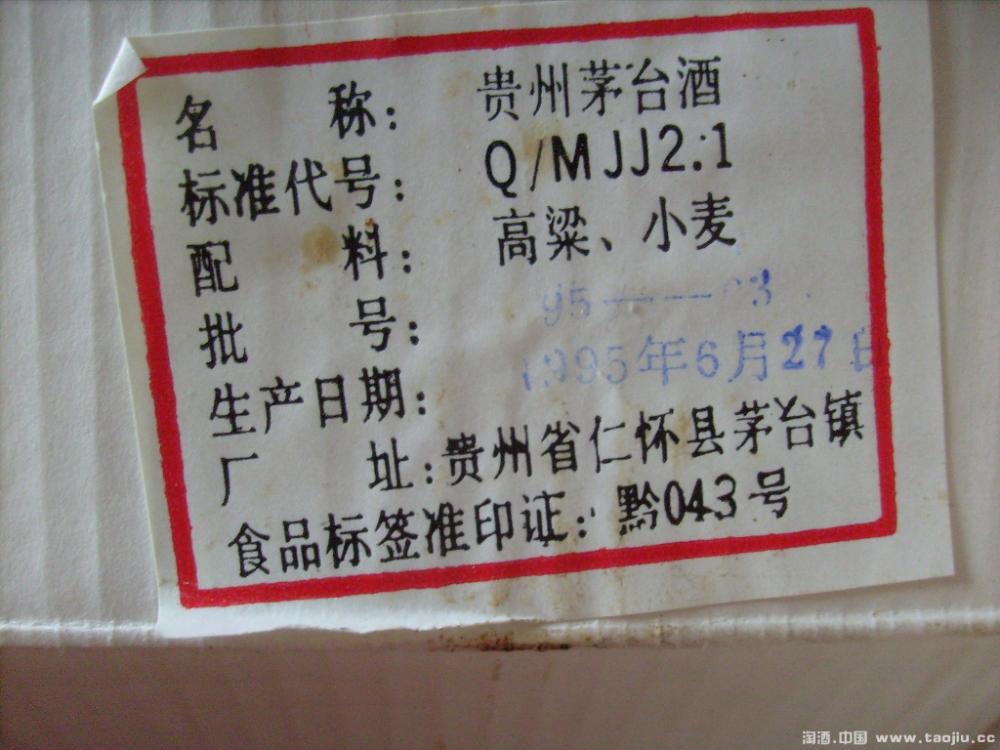 名 称： 贵州茅台酒
标准代号： Q/MJJ2.1
配 料： 高粱、小麦
批 号： 95——03
生产日期： 1995年6月27日
厂 址：贵州省仁怀县茅台镇
食品标签准印证：黔043号
淘酒.中国 www.taojiu.cc